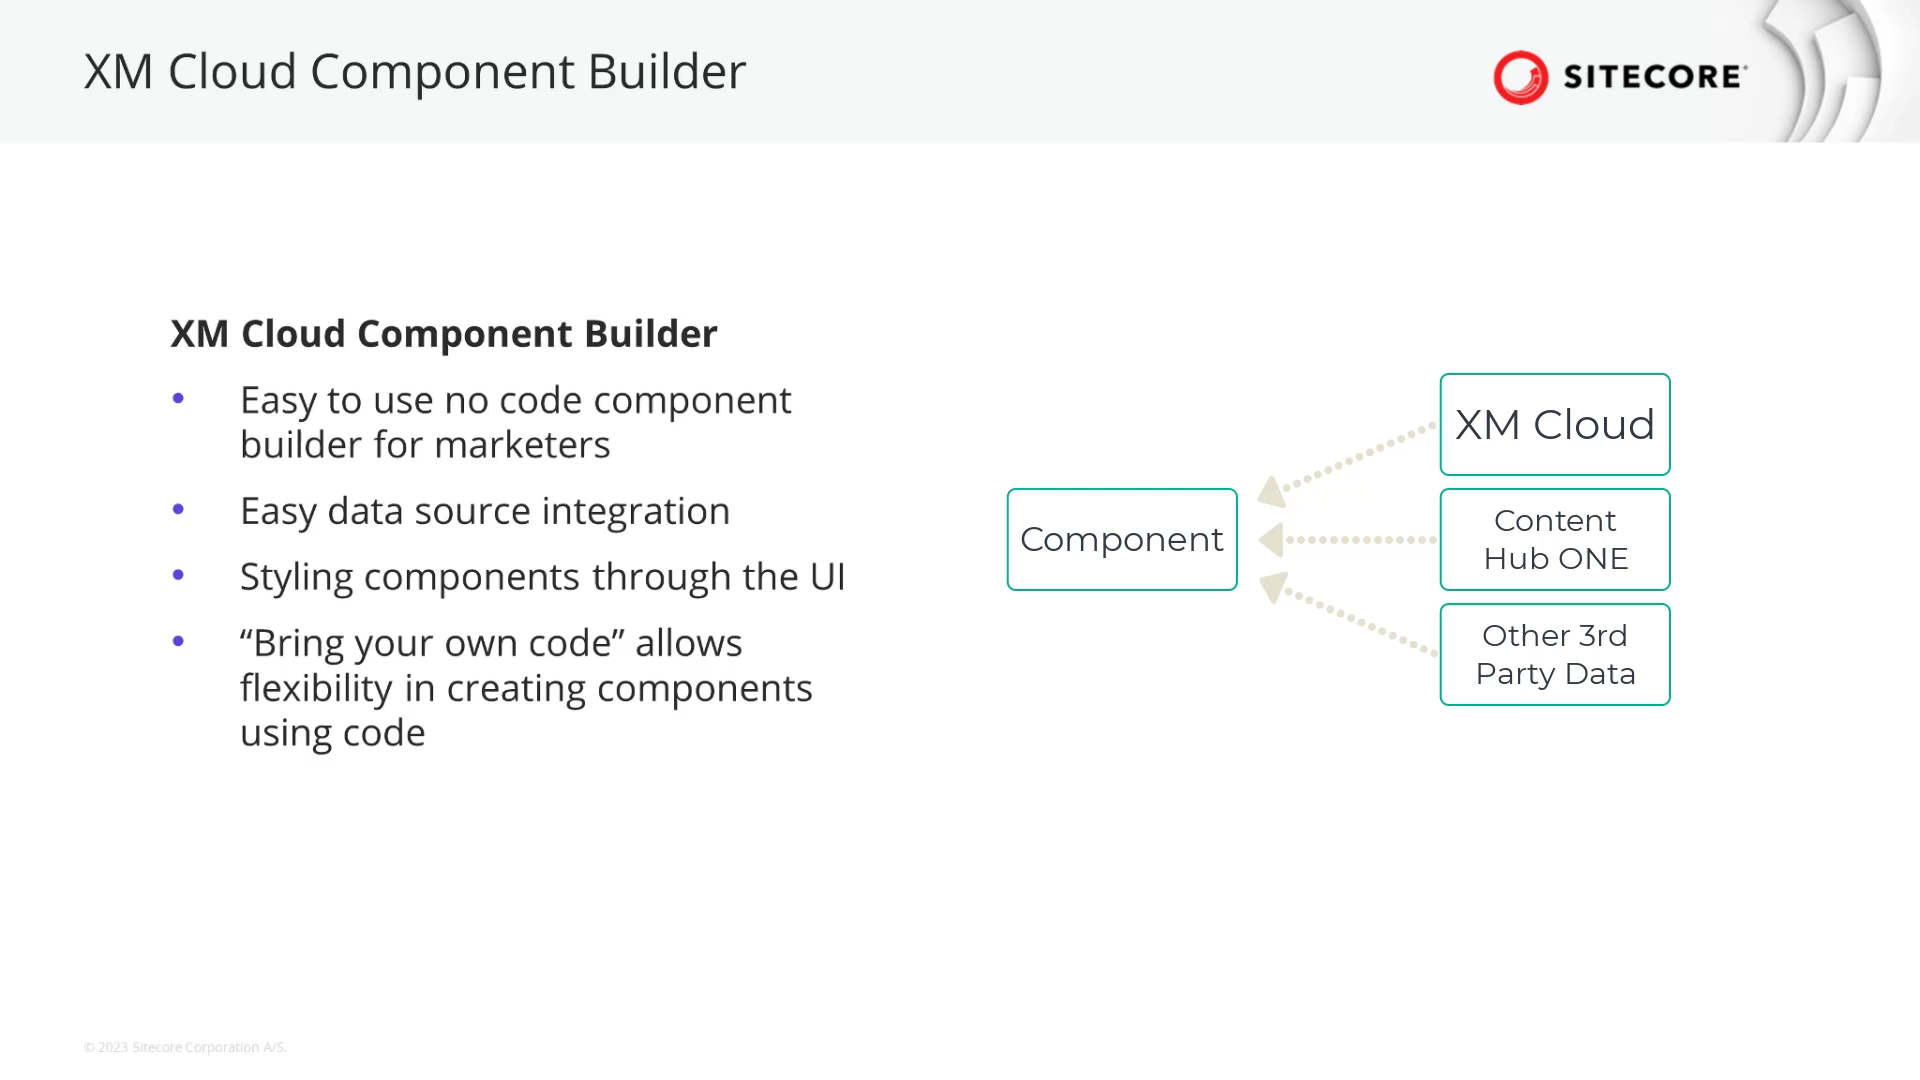 XM Cloud Component Builder
SITECORE
XM Cloud Component Builder
• Easy to use no code component
builder for marketers
• Easy data source integration
• Styling components through the UI
• “Bring your own code” allows
flexibility in creating components
using code
Component
XM Cloud
Content
Hub ONE
Other 3rd
Party Data
© 2023 Sitecore Corporation A/S.